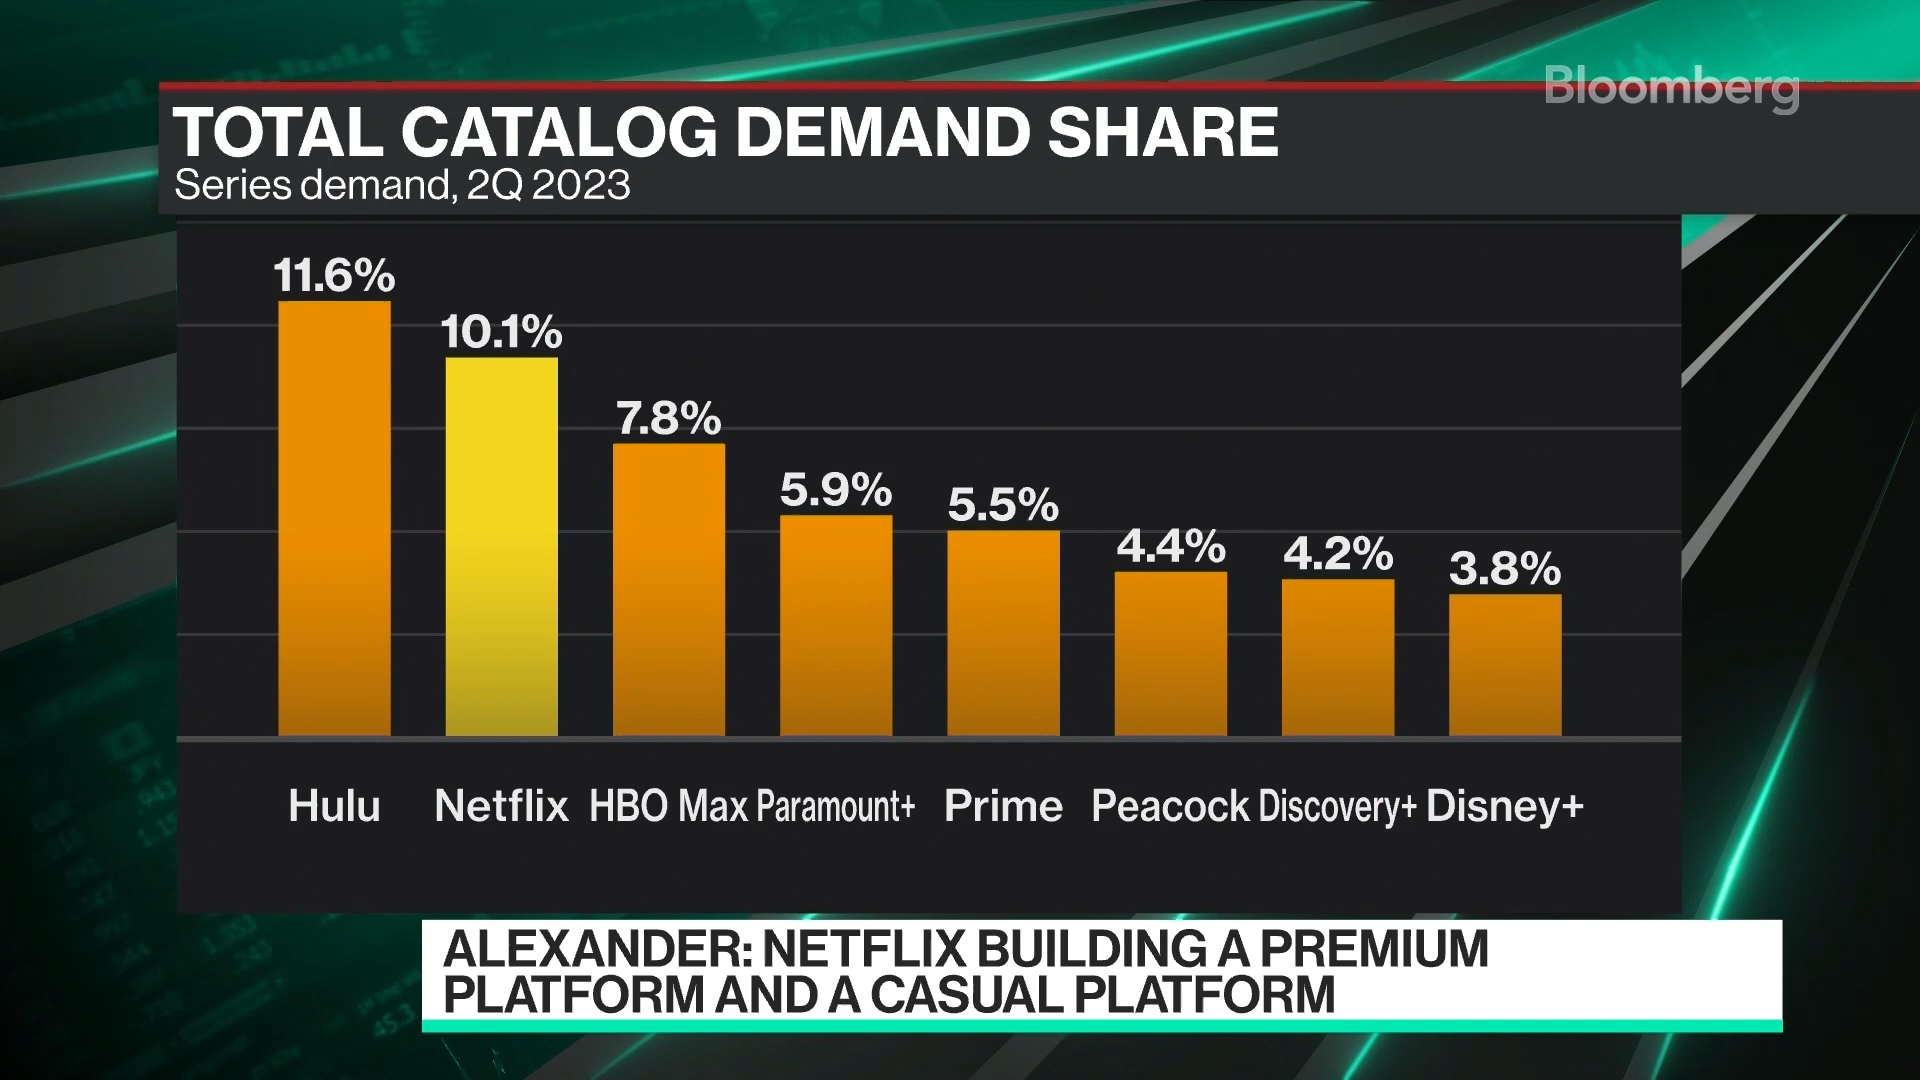 Bloomberg
TOTAL CATALOG DEMAND SHARE
Series demand, 2Q 2023
11.6%
10.1%
7.8%
5.9%
5.5%
4.4%
4.2%
3.8%
Hulu Netflix HBO Max Paramount+ Prime Peacock Discovery+ Disney+
ALEXANDER: NETFLIX BUILDING A PREMIUM
PLATFORM AND A CASUAL PLATFORM